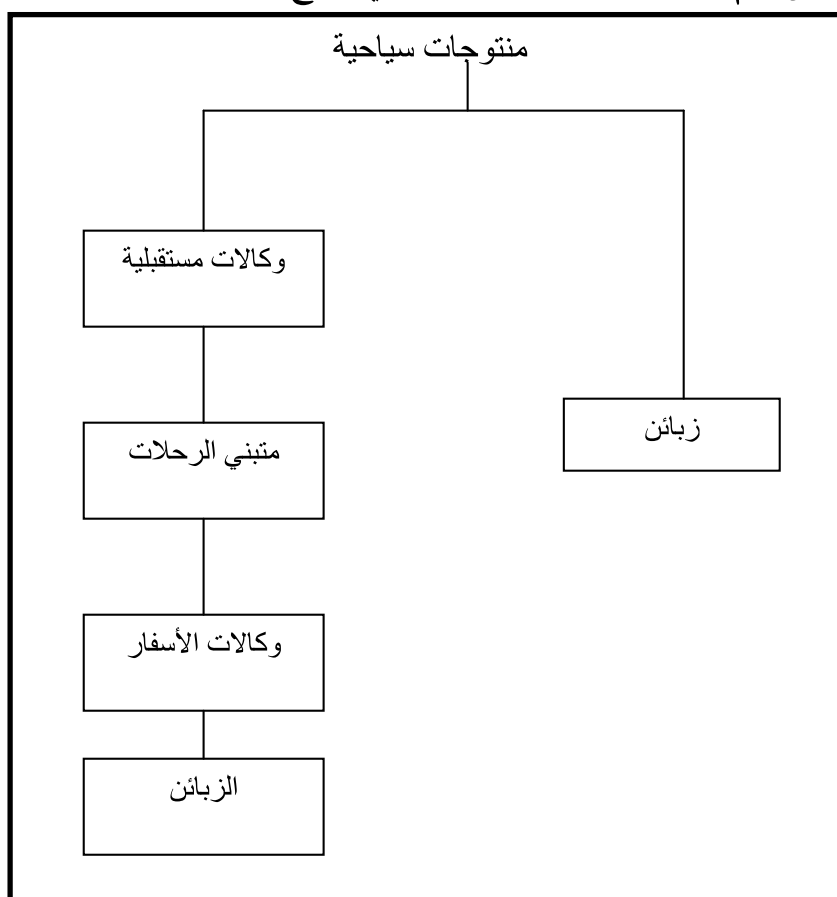 منتوجات سياحية
وكالات مستقبلية
متبني الرحلات
زبائن
وكالات الأسفار
الزبائن